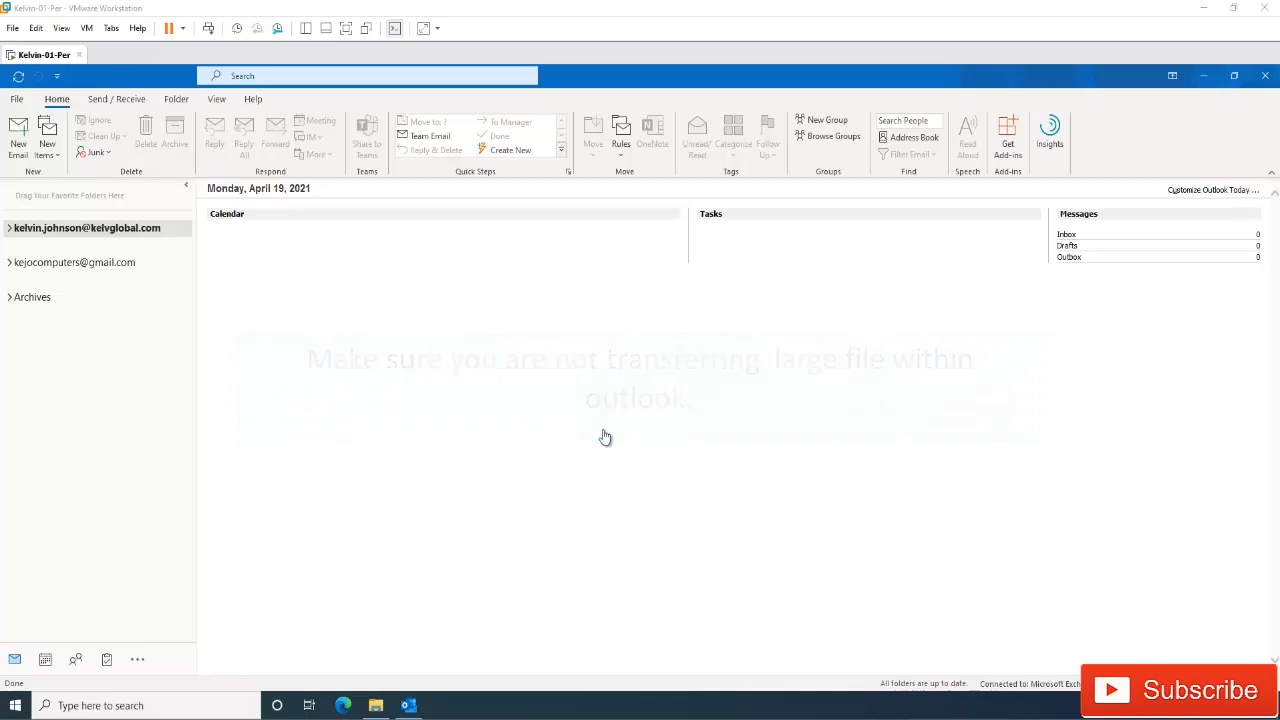 Kelvin-01-Per - VMware Workstation
File Edit View VM Tabs Help
Kelvin-01-Per
Search
File Home Send / Receive Folder View Help
New Email
New Items
New
Ignore
Clean Up
Junk
Delete
Archive
Delete
Reply
Reply All
Forward
Meeting
IM
More
Respond
Share to Teams
Teams
Move to: ?
Team Email
Reply & Delete
To Manager
Done
Create New
Quick Steps
Move
Rules
OneNote
Move
Unread/ Read
Categorize
Follow Up
Tags
New Group
Browse Groups
Groups
Search People
Address Book
Filter Email
Find
Read Aloud
Speech
Get Add-ins
Add-ins
Insights
Drag Your Favorite Folders Here
kelvin.johnson@kelvglobal.com
kejocomputers@gmail.com
Archives
Monday, April 19, 2021
Customize Outlook Today ...
Calendar
Tasks
Messages
Inbox 0
Drafts 0
Outbox 0
Make sure you are not transferring large file within
outlook.
Done
All folders are up to date.
Connected to: Microsoft Exc
Type here to search
Subscribe